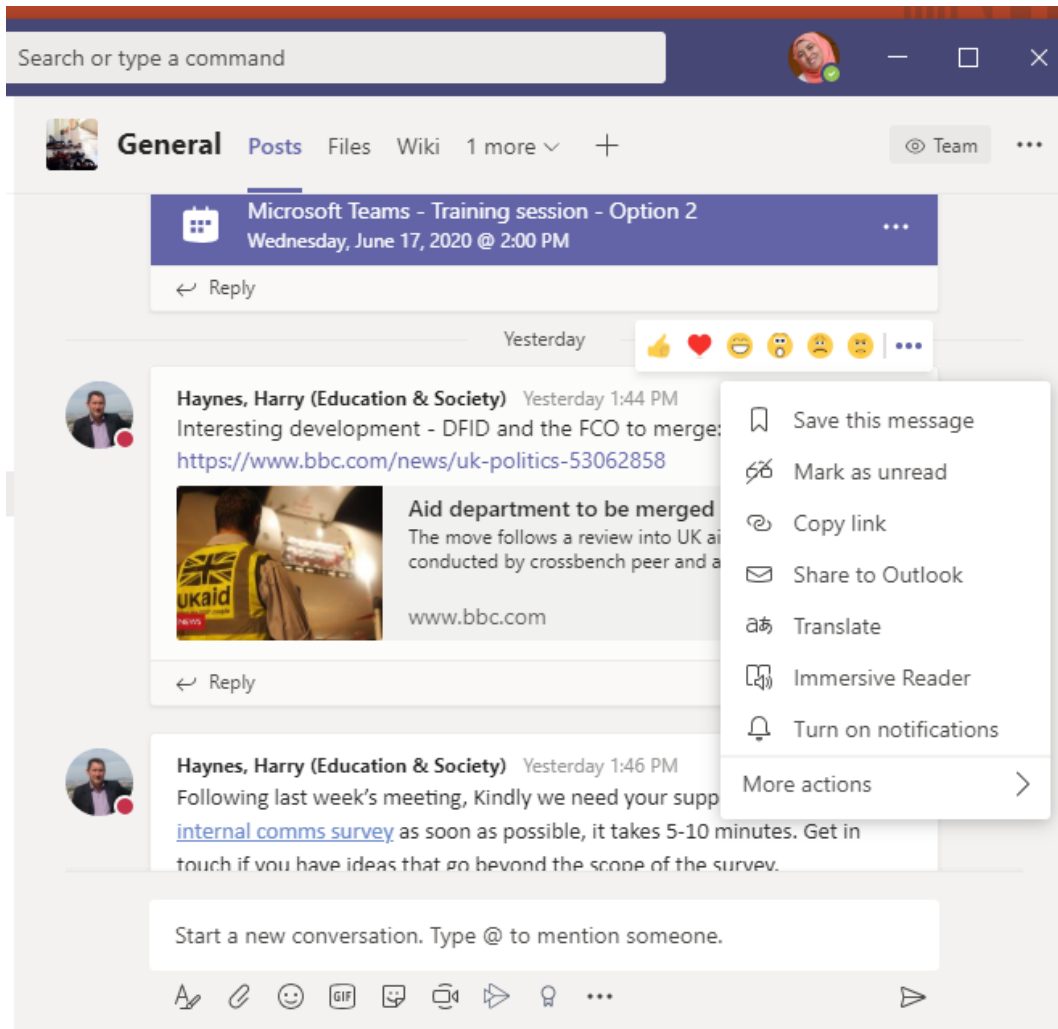 Search or type a command
General Posts Files Wiki 1 more
Team
Microsoft Teams - Training session - Option 2
Wednesday, June 17, 2020 @ 2:00 PM
Reply
Yesterday
Haynes, Harry (Education & Society) Yesterday 1:44 PM
Interesting development - DFID and the FCO to merge:
https://www.bbc.com/news/uk-politics-53062858
Aid department to be merged
The move follows a review into UK ai
conducted by crossbench peer and a
www.bbc.com
UKaid
NEWS
Reply
Save this message
Mark as unread
Copy link
Share to Outlook
Translate
Immersive Reader
Turn on notifications
More actions
Haynes, Harry (Education & Society) Yesterday 1:46 PM
Following last week's meeting, Kindly we need your supp
internal comms survey as soon as possible, it takes 5-10 minutes. Get in
touch if you have ideas that go beyond the scope of the survey.
Start a new conversation. Type @ to mention someone.
GIF